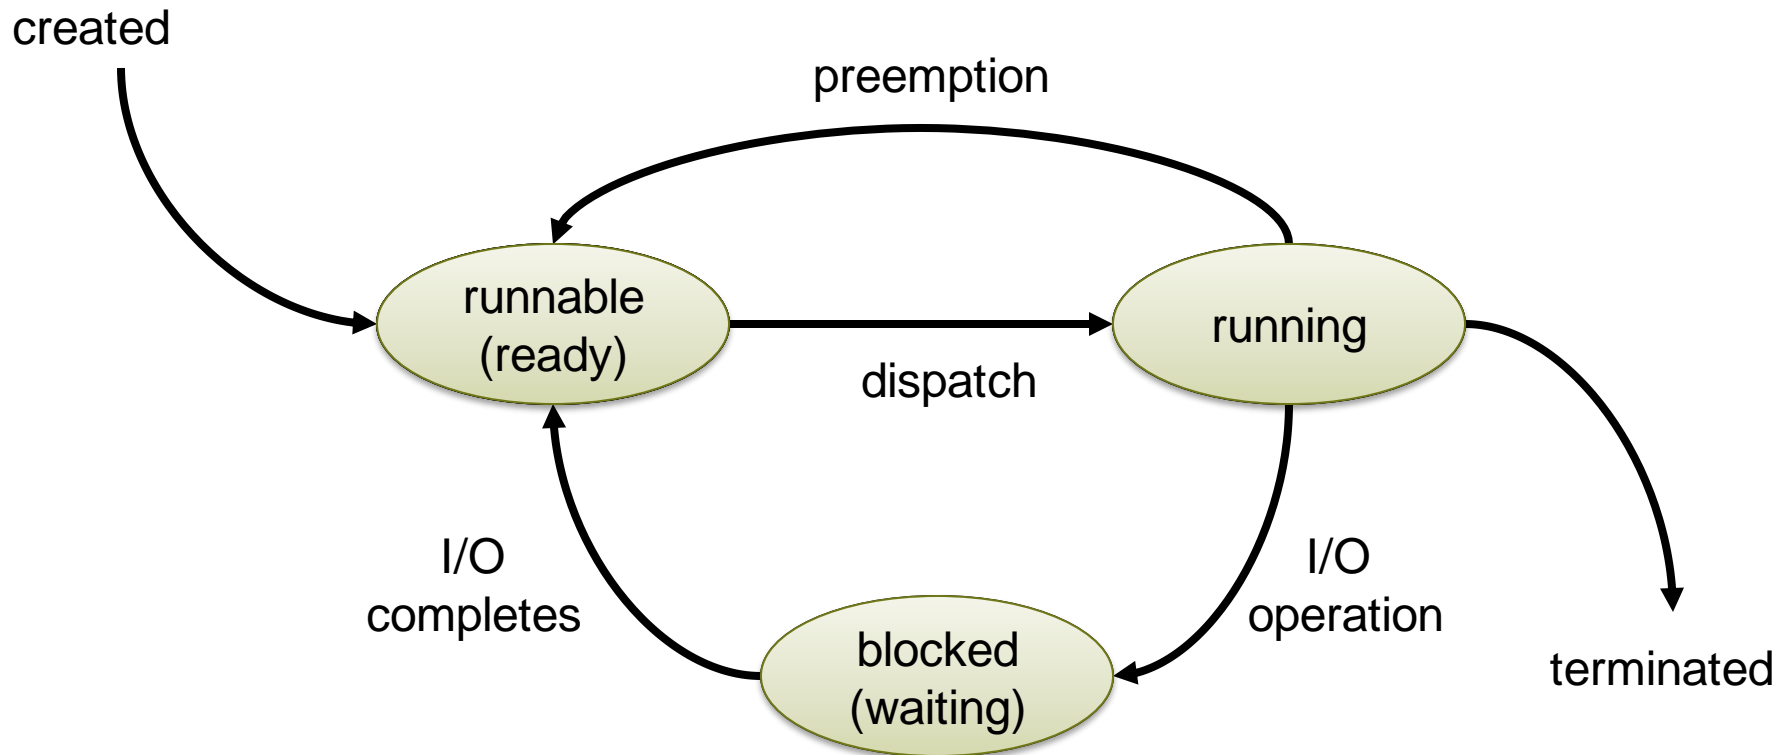 created
preemption
runnable
(ready)
running
dispatch
I/O
completes
I/O
operation
blocked
(waiting)
terminated